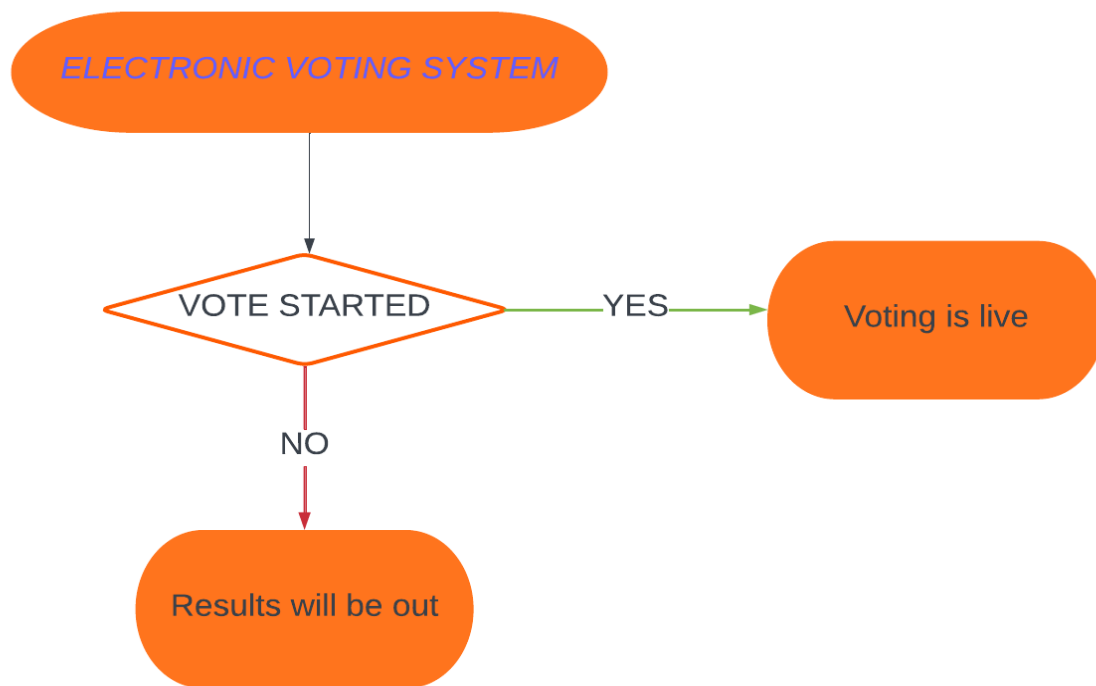 ELECTRONIC VOTING SYSTEM
VOTE STARTED
YES
Voting is live
NO
Results will be out